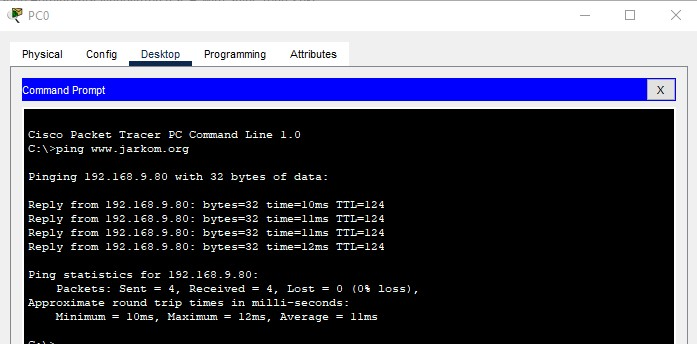 PC0
Physical Config Desktop Programming Attributes
Command Prompt X
Cisco Packet Tracer PC Command Line 1.0
C:\>ping www.jarkom.org
Pinging 192.168.9.80 with 32 bytes of data:
Reply from 192.168.9.80: bytes=32 time=10ms TTL=124
Reply from 192.168.9.80: bytes=32 time=11ms TTL=124
Reply from 192.168.9.80: bytes=32 time=11ms TTL=124
Reply from 192.168.9.80: bytes=32 time=12ms TTL=124
Ping statistics for 192.168.9.80:
Packets: Sent = 4, Received = 4, Lost = 0 (0% loss),
Approximate round trip times in milli-seconds:
Minimum = 10ms, Maximum = 12ms, Average = 11ms